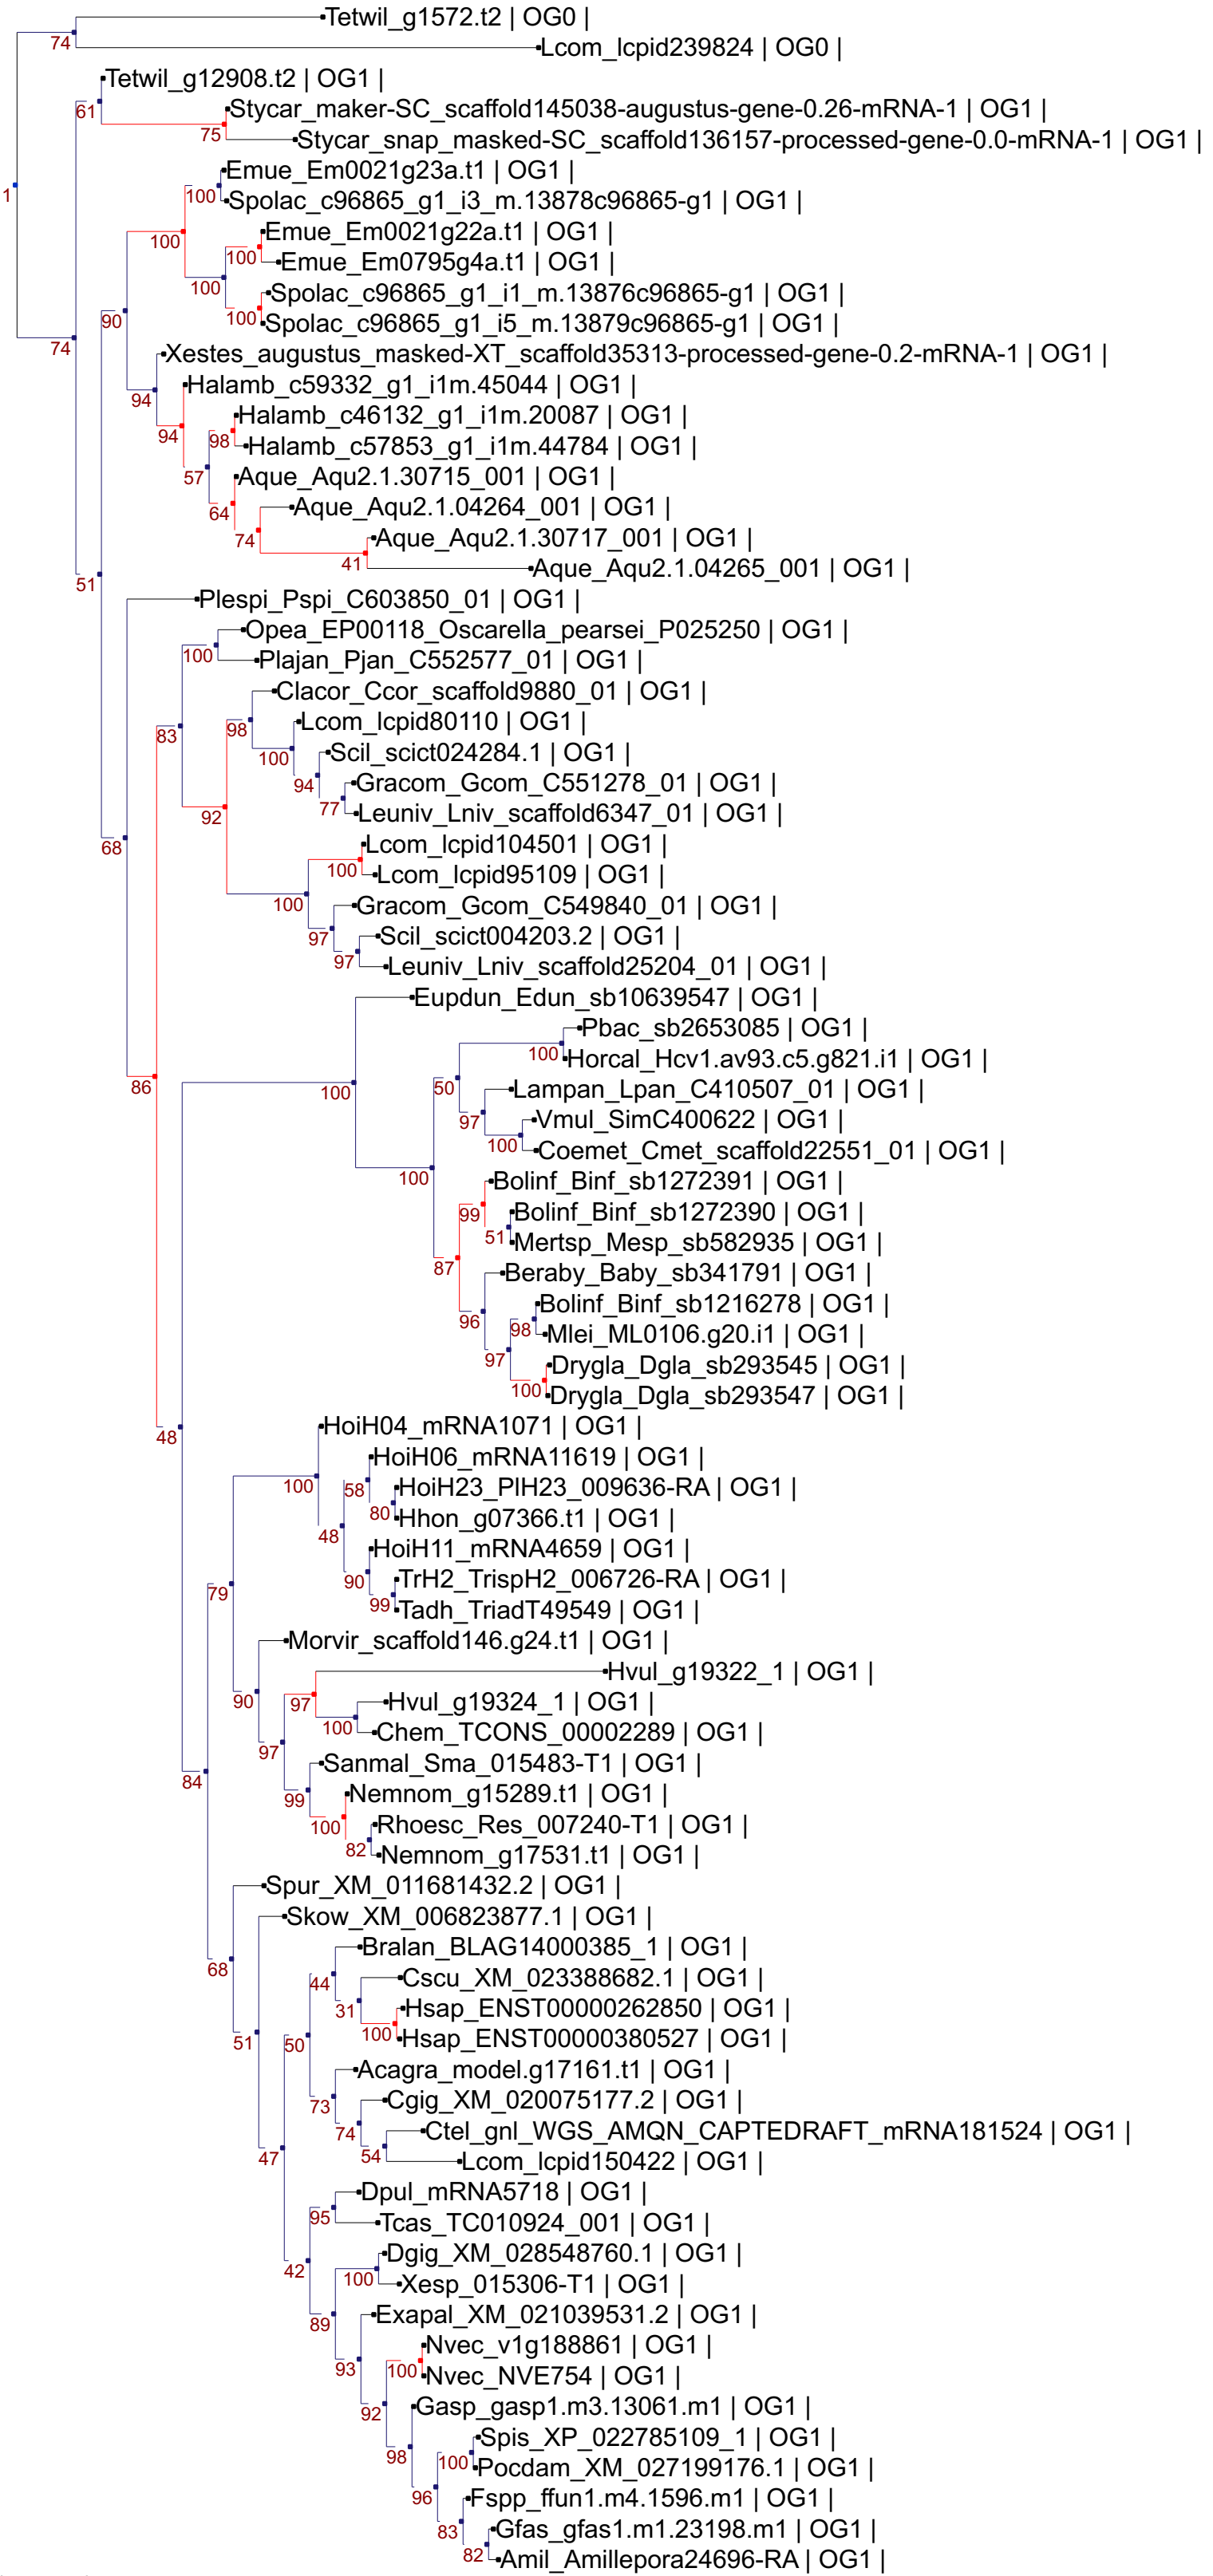 Tetwil_g1572.t2 | OG0 |
74
Lcom_lcpid239824 | OG0 |
Tetwil_g12908.t2 | OG1 |
61
Stycar_maker-SC_scaffold145038-augustus-gene-0.26-mRNA-1 | OG1 |
75
Stycar_snap_masked-SC_scaffold136157-processed-gene-0.0-mRNA-1 | OG1 |
Emue_Em0021g23a.t1 | OG1 |
1
100
Spolac_c96865_g1_i3_m.13878c96865-g1 | OG1 |
100
Emue_Em0021g22a.t1 | OG1 |
100
Emue_Em0795g4a.t1 | OG1 |
100
Spolac_c96865_g1_i1_m.13876c96865-g1 | OG1 |
90
100
Spolac_c96865_g1_i5_m.13879c96865-g1 | OG1 |
74
Xestes_augustus_masked-XT_scaffold35313-processed-gene-0.2-mRNA-1 | OG1 |
Halamb_c59332_g1_i1m.45044 | OG1 |
94
Halamb_c46132_g1_i1m.20087 | OG1 |
94
98
Halamb_c57853_g1_i1m.44784 | OG1 |
57
Aque_Aqu2.1.30715_001 | OG1 |
64
Aque_Aqu2.1.04264_001 | OG1 |
74
Aque_Aqu2.1.30717_001 | OG1 |
41
Aque_Aqu2.1.04265_001 | OG1 |
51
Plespi_Pspi_C603850_01 | OG1 |
Opea_EP00118_Oscarella_pearsei_P025250 | OG1 |
100
Plajan_Pjan_C552577_01 | OG1 |
Clacor_Ccor_scaffold9880_01 | OG1 |
83
98
Lcom_lcpid80110 | OG1 |
100
Scil_scict024284.1 | OG1 |
94
Gracom_Gcom_C551278_01 | OG1 |
77
Leuniv_Lniv_scaffold6347_01 | OG1 |
92
68
Lcom_lcpid104501 | OG1 |
100
Lcom_lcpid95109 | OG1 |
100
Gracom_Gcom_C549840_01 | OG1 |
97
Scil_scict004203.2 | OG1 |
97
Leuniv_Lniv_scaffold25204_01 | OG1 |
Eupdun_Edun_sb10639547 | OG1 |
Pbac_sb2653085 | OG1 |
100
Horcal_Hcv1.av93.c5.g821.i1 | OG1 |
86
100
50
Lampan_Lpan_C410507_01 | OG1 |
97
Vmul_SimC400622 | OG1 |
100
Coemet_Cmet_scaffold22551_01 | OG1 |
100
Bolinf_Binf_sb1272391 | OG1 |
99
Bolinf_Binf_sb1272390 | OG1 |
51
Mertsp_Mesp_sb582935 | OG1 |
87
Beraby_Baby_sb341791 | OG1 |
Bolinf_Binf_sb1216278 | OG1 |
96
98
Mlei_ML0106.g20.i1 | OG1 |
97
Drygla_Dgla_sb293545 | OG1 |
100
Drygla_Dgla_sb293547 | OG1 |
HoiH04_mRNA1071 | OG1 |
48
HoiH06_mRNA11619 | OG1 |
100
58
HoiH23_PlH23_009636-RA | OG1 |
80
Hhon_g07366.t1 | OG1 |
48
HoiH11_mRNA4659 | OG1 |
90
TrH2_TrispH2_006726-RA | OG1 |
79
99
Tadh_TriadT49549 | OG1 |
Morvir_scaffold146.g24.t1 | OG1 |
Hvul_g19322_1 | OG1 |
90
97
Hvul_g19324_1 | OG1 |
100
Chem_TCONS_00002289 | OG1 |
97
Sanmal_Sma_015483-T1 | OG1 |
84
99
Nemnom_g15289.t1 | OG1 |
100
Rhoesc_Res_007240-T1 | OG1 |
82
Nemnom_g17531.t1 | OG1 |
Spur_XM_011681432.2 | OG1 |
Skow_XM_006823877.1 | OG1 |
68
Bralan_BLAG14000385_1 | OG1 |
44
Cscu_XM_023388682.1 | OG1 |
31
Hsap_ENST00000262850 | OG1 |
51
50
100
Hsap_ENST00000380527 | OG1 |
Acagra_model.g17161.t1 | OG1 |
73
Cgig_XM_020075177.2 | OG1 |
74
Ctel_gnl_WGS_AMQN_CAPTEDRAFT_mRNA181524 | OG1 |
47
54
Lcom_lcpid150422 | OG1 |
Dpul_mRNA5718 | OG1 |
95
Tcas_TC010924_001 | OG1 |
42
Dgig_XM_028548760.1 | OG1 |
100
Xesp_015306-T1 | OG1 |
89
Exapal_XM_021039531.2 | OG1 |
93
Nvec_v1g188861 | OG1 |
100
Nvec_NVE754 | OG1 |
92
Gasp_gasp1.m3.13061.m1 | OG1 |
98
Spis_XP_022785109_1 | OG1 |
100
Pocdam_XM_027199176.1 | OG1 |
96
Fspp_ffun1.m4.1596.m1 | OG1 |
83
Gfas_gfas1.m1.23198.m1 | OG1 |
82
Amil_Amillepora24696-RA | OG1 |